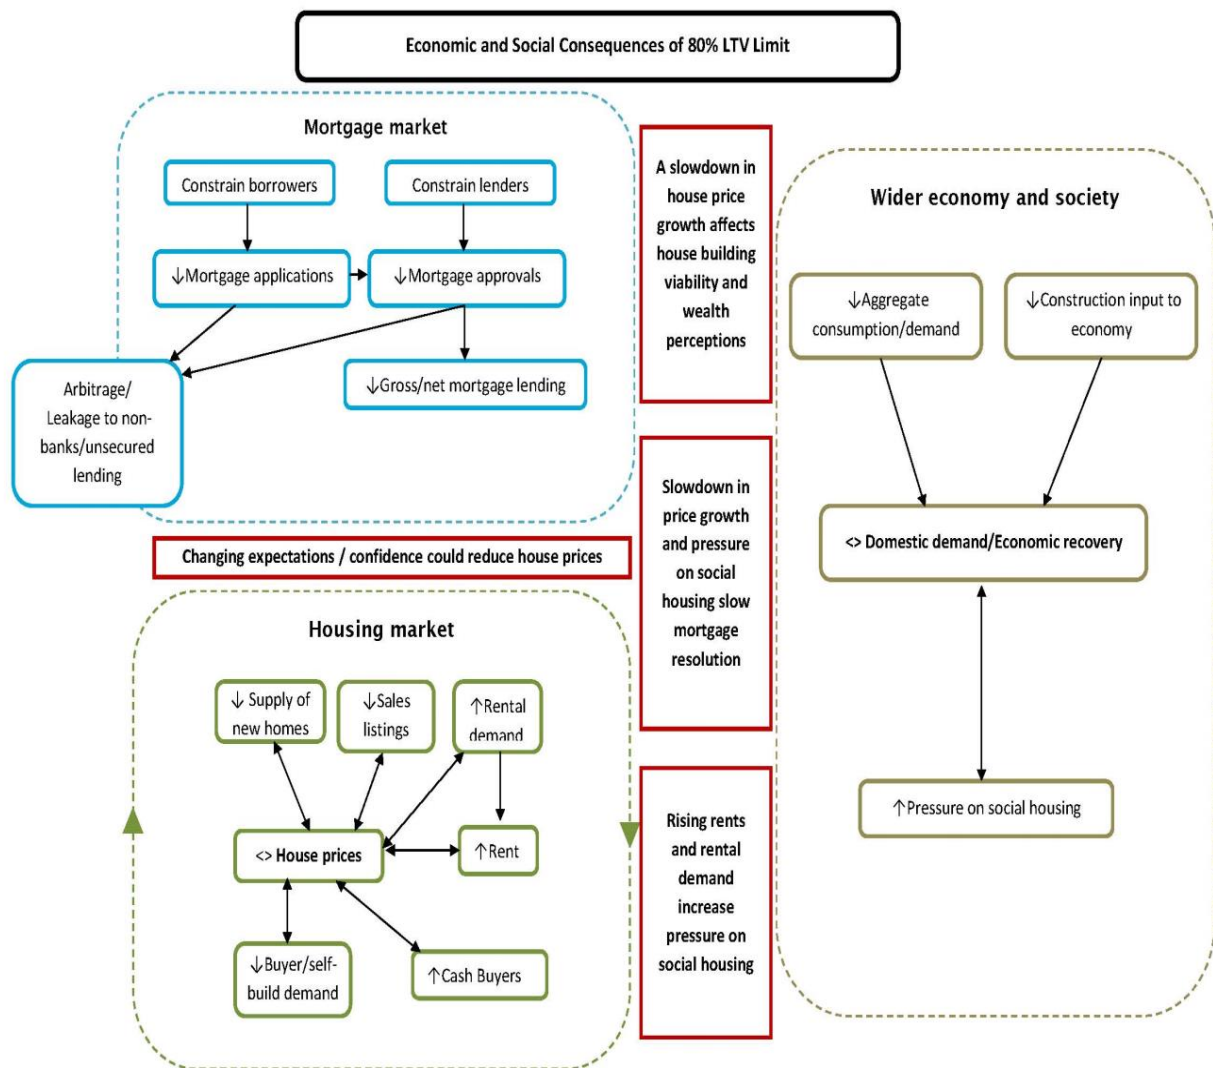 Economic and Social Consequences of 80% LTV Limit
Mortgage market
Constrain borrowers
Constrain lenders
↓Mortgage applications
↓Mortgage approvals
Arbitrage/
Leakage to non-
banks/unsecured
lending
↓Gross/net mortgage lending
Changing expectations / confidence could reduce house prices
Housing market
↓ Supply of
new homes
↓Sales
listings
↑Rental
demand
<> House prices
↑Rent
↓Buyer/self-
build demand
↑Cash Buyers
A slowdown in
house price
growth affects
house building
viability and
wealth
perceptions
Slowdown in
price growth
and pressure
on social
housing slow
mortgage
resolution
Rising rents
and rental
demand
increase
pressure on
social housing
Wider economy and society
↓Aggregate
consumption/demand
↓Construction input to
economy
<> Domestic demand/Economic recovery
↑Pressure on social housing